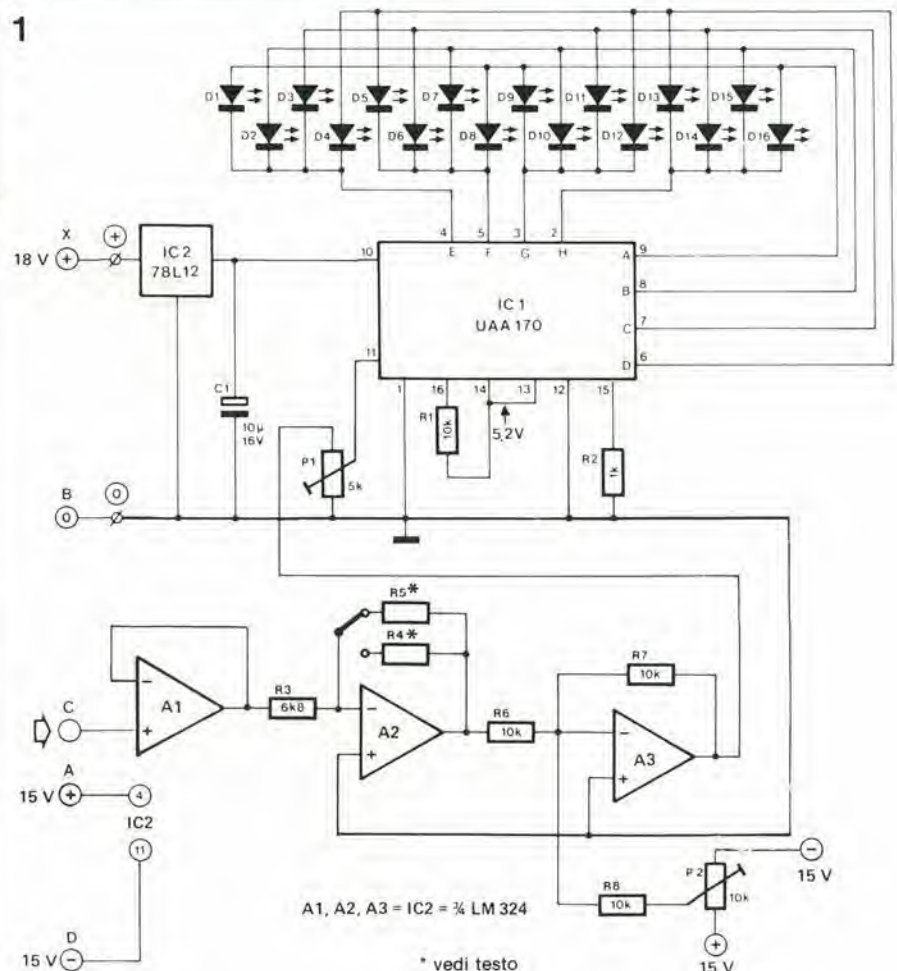 1
D1
D3
D5
D7
D9
D11
D13
D15
D2
D4
D6
D8
D10
D12
D14
D16
X
+
18 V +
IC 2
78L12
4
5
3
2
E
F
G
H
10
A
9
B
8
C
7
D
6
IC 1
UAA 170
11
1
16
14
13
12
15
C1
10μ
16V
P1
5k
R1
10k
5,2V
R2
1k
B
0
0
R5*
R4*
R3
6k8
A1
- 
+
C
A2
-
+
R6
10k
R7
10k
A3
-
+
A
15 V +
4
IC2
11
D
15 V -
R8
10k
P2
10k
-
15 V
+
15 V
A1, A2, A3 = IC2 = ¾ LM 324
* vedi testo